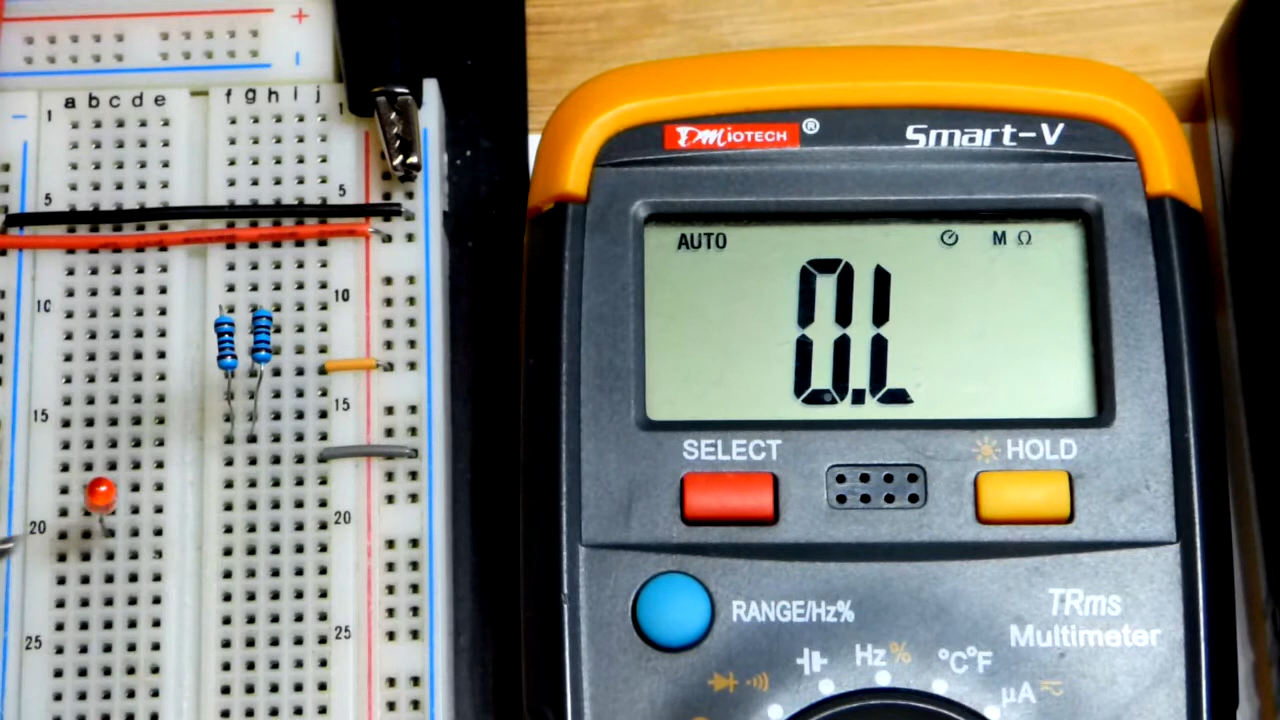 +
a b c d e f g h i j
1 1
5 5
10 10
15 15
20 20
25 25
DMIOTECH ® Smart-V
AUTO M Ω
0.L
SELECT HOLD
RANGE/Hz%
TRms
Multimeter
Hz % °C°F
μA